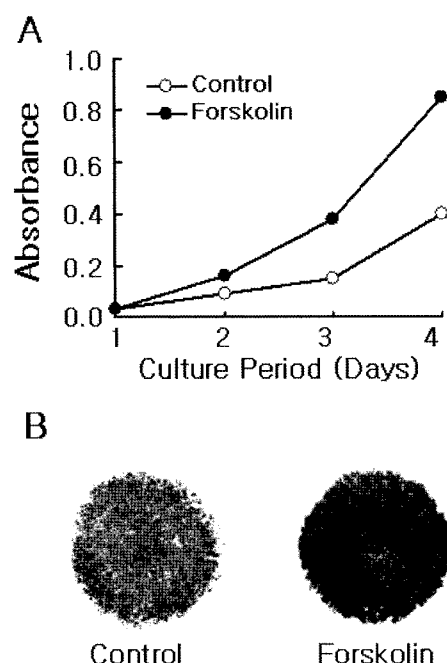 A
Absorbance
1.0
0.8
0.6
0.4
0.2
0.0
Control
Forskolin
1 2 3 4
Culture Period (Days)
B
Control Forskolin